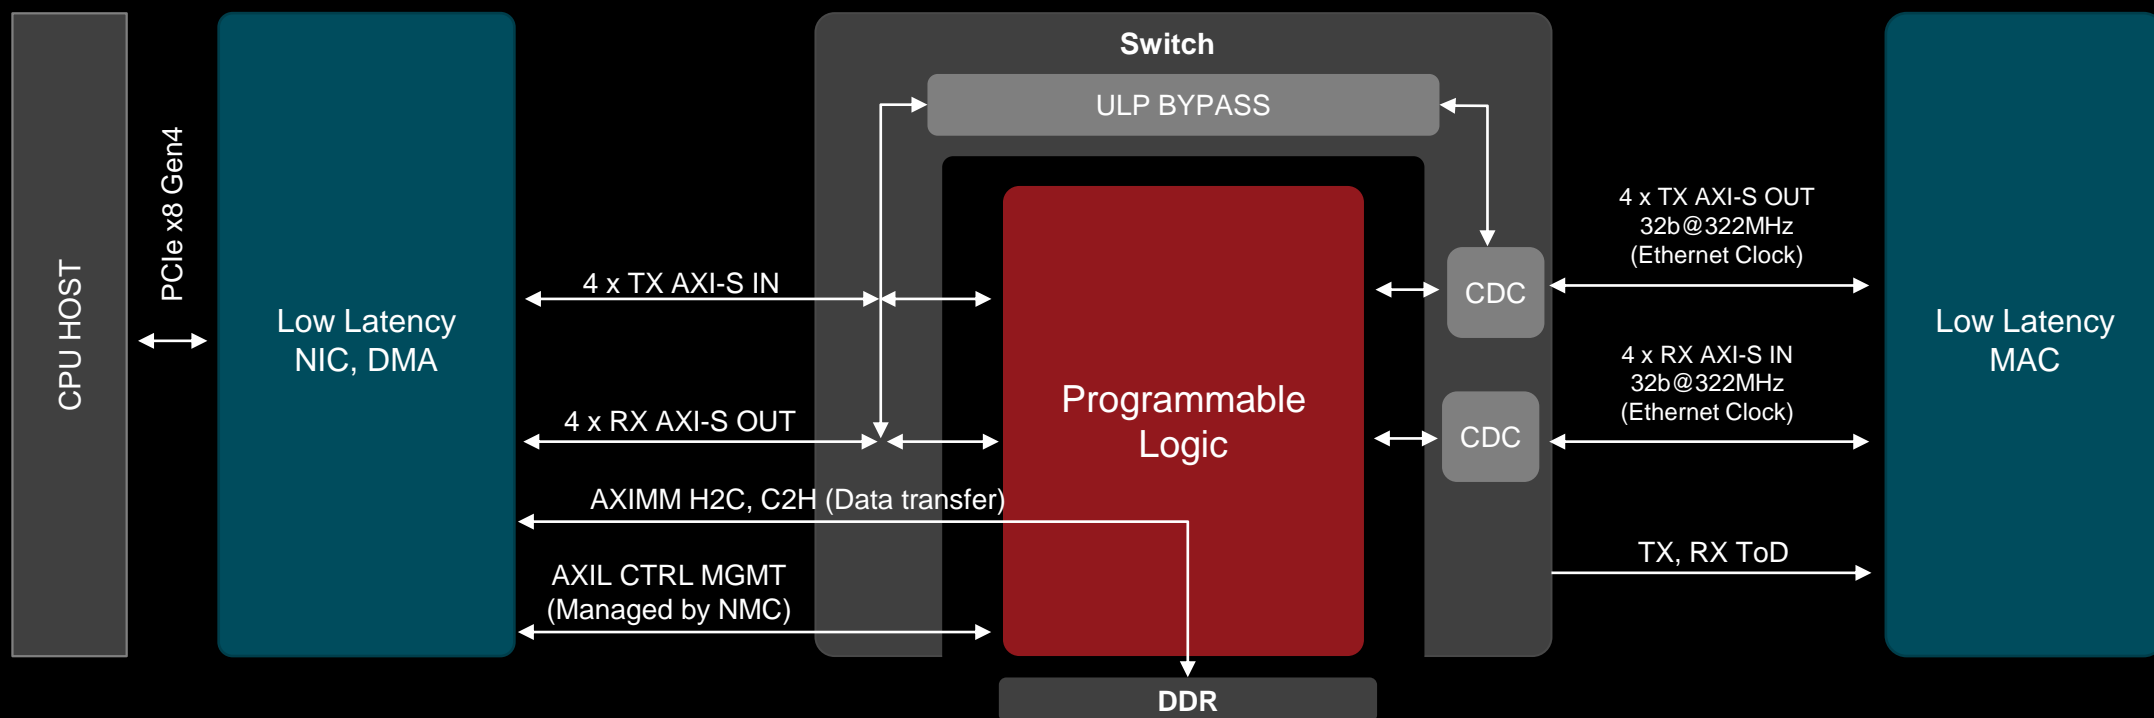 CPU HOST
PCIe x8 Gen4
Low Latency
NIC, DMA
4 x TX AXI-S IN
4 x RX AXI-S OUT
AXIMM H2C, C2H (Data transfer)
AXIL CTRL MGMT
(Managed by NMC)
Switch
ULP BYPASS
Programmable
Logic
CDC
CDC
DDR
4 x TX AXI-S OUT
32b@322MHz
(Ethernet Clock)
4 x RX AXI-S IN
32b@322MHz
(Ethernet Clock)
TX, RX ToD
Low Latency
MAC